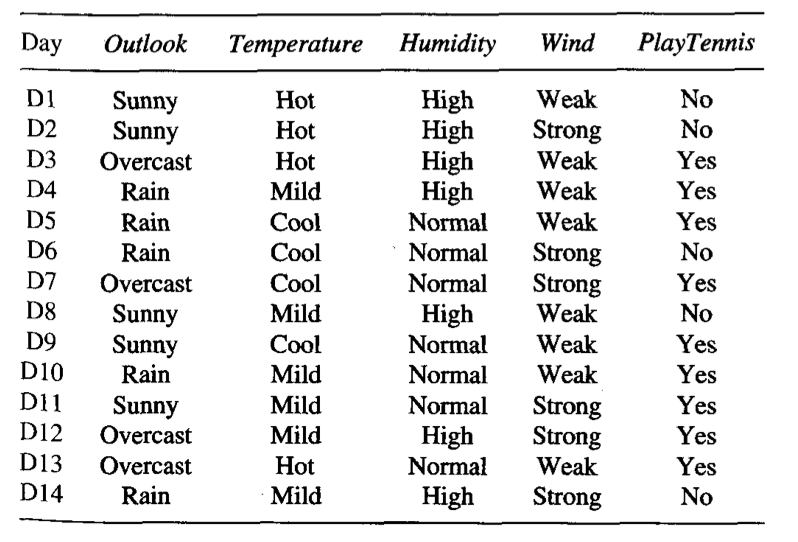 Day Outlook Temperature Humidity Wind PlayTennis
D1 Sunny Hot High Weak No
D2 Sunny Hot High Strong No
D3 Overcast Hot High Weak Yes
D4 Rain Mild High Weak Yes
D5 Rain Cool Normal Weak Yes
D6 Rain Cool Normal Strong No
D7 Overcast Cool Normal Strong Yes
D8 Sunny Mild High Weak No
D9 Sunny Cool Normal Weak Yes
D10 Rain Mild Normal Weak Yes
D11 Sunny Mild Normal Strong Yes
D12 Overcast Mild High Strong Yes
D13 Overcast Hot Normal Weak Yes
D14 Rain Mild High Strong No